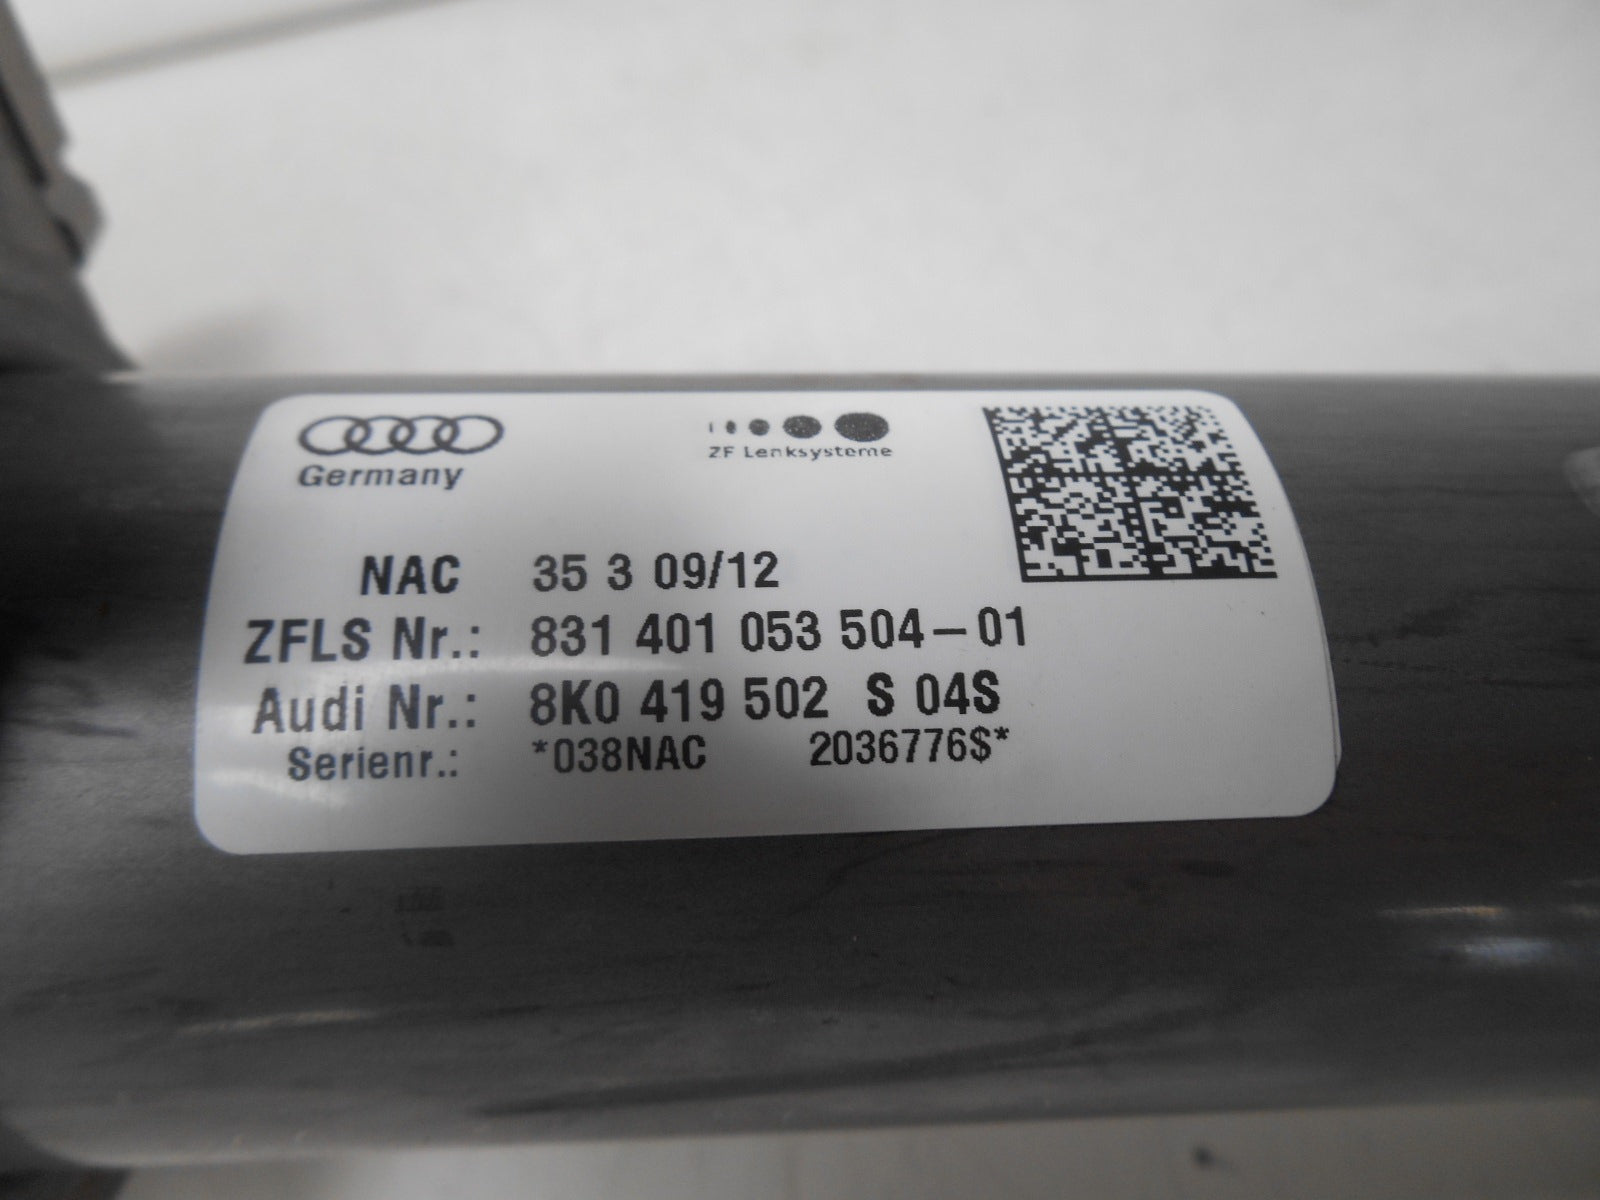 Germany
ZF Lenksysteme
NAC 35 3 09/12
ZFLS Nr.: 831 401 053 504-01
Audi Nr.: 8K0 419 502 S 04S
Serienr.: *038NAC 2036776$*